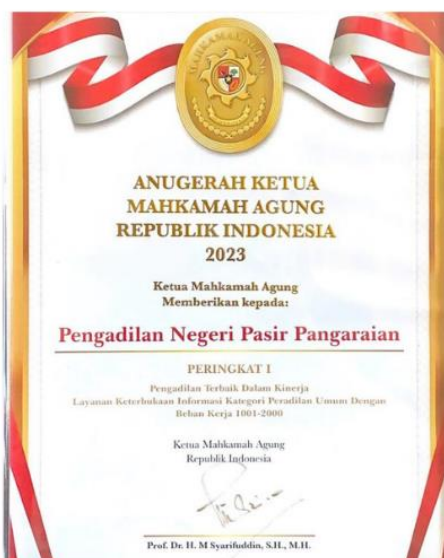 MAHKAMAH AGUNG
ANUGERAH KETUA
MAHKAMAH AGUNG
REPUBLIK INDONESIA
2023
Ketua Mahkamah Agung
Memberikan kepada:
Pengadilan Negeri Pasir Pangaraian
PERINGKAT I
Pengadilan Terbaik Dalam Kinerja
Layanan Keterbukaan Informasi Kategori Peradilan Umum Dengan
Beban Kerja 1001-2000
Ketua Mahkamah Agung
Republik Indonesia
Prof. Dr. H. M Syarifuddin, S.H., M.H.